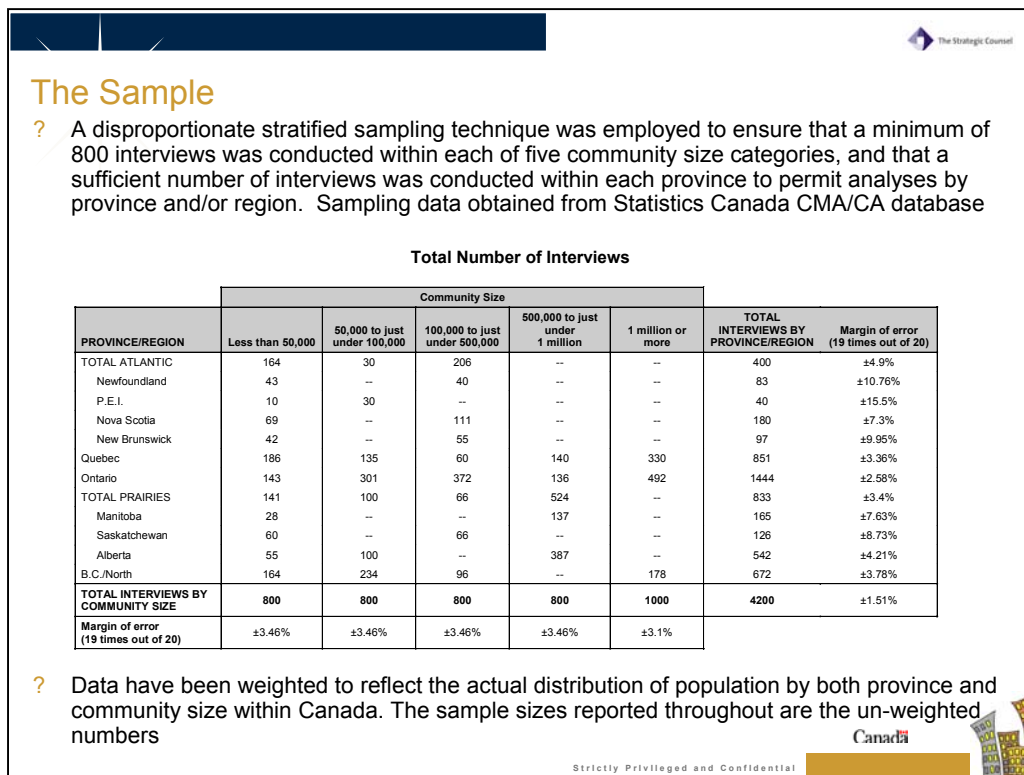 The Strategic Counsel
The Sample
? A disproportionate stratified sampling technique was employed to ensure that a minimum of
800 interviews was conducted within each of five community size categories, and that a
sufficient number of interviews was conducted within each province to permit analyses by
province and/or region. Sampling data obtained from Statistics Canada CMA/CA database
Total Number of Interviews
Community Size
PROVINCE/REGION Less than 50,000 50,000 to just under 100,000 100,000 to just under 500,000 500,000 to just under 1 million 1 million or more TOTAL INTERVIEWS BY PROVINCE/REGION Margin of error (19 times out of 20)
TOTAL ATLANTIC 164 30 206 -- -- 400 ±4.9%
Newfoundland 43 -- 40 -- -- 83 ±10.76%
P.E.I. 10 30 -- -- -- 40 ±15.5%
Nova Scotia 69 -- 111 -- -- 180 ±7.3%
New Brunswick 42 -- 55 -- -- 97 ±9.95%
Quebec 186 135 60 140 330 851 ±3.36%
Ontario 143 301 372 136 492 1444 ±2.58%
TOTAL PRAIRIES 141 100 66 524 -- 833 ±3.4%
Manitoba 28 -- -- 137 -- 165 ±7.63%
Saskatchewan 60 -- 66 -- -- 126 ±8.73%
Alberta 55 100 -- 387 -- 542 ±4.21%
B.C./North 164 234 96 -- 178 672 ±3.78%
TOTAL INTERVIEWS BY COMMUNITY SIZE 800 800 800 800 1000 4200 ±1.51%
Margin of error (19 times out of 20) ±3.46% ±3.46% ±3.46% ±3.46% ±3.1%
? Data have been weighted to reflect the actual distribution of population by both province and
community size within Canada. The sample sizes reported throughout are the un-weighted
numbers
Canada
Strictly Privileged and Confidential